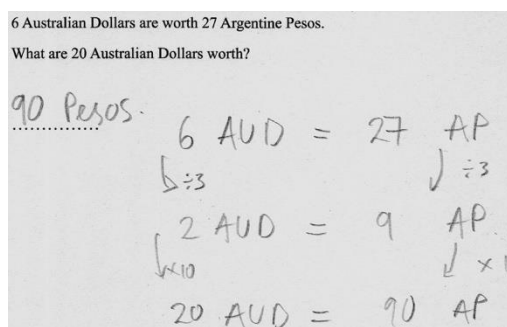 6 Australian Dollars are worth 27 Argentine Pesos.
What are 20 Australian Dollars worth?
90 Pesos.
6 AUD = 27 AP
÷3 ÷3
2 AUD = 9 AP
×10 ×1
20 AUD = 90 AP